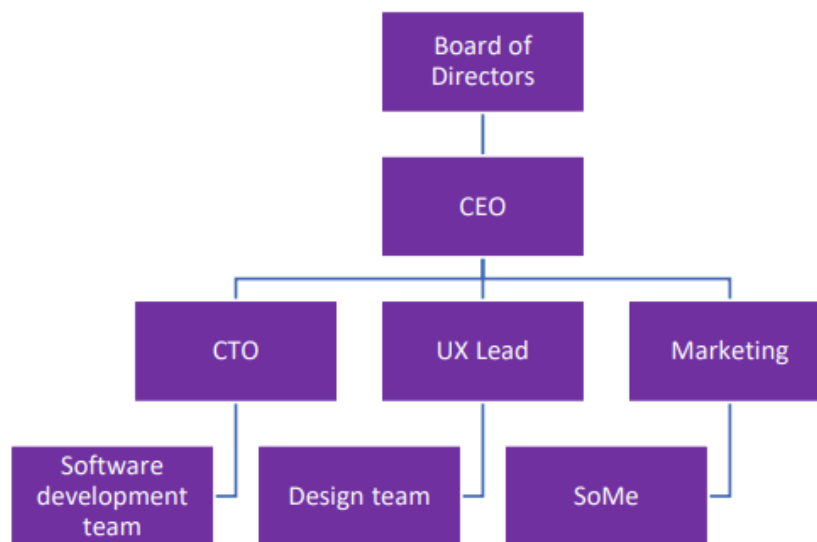 Board of
Directors
CEO
CTO
UX Lead
Marketing
Software
development
team
Design team
SoMe